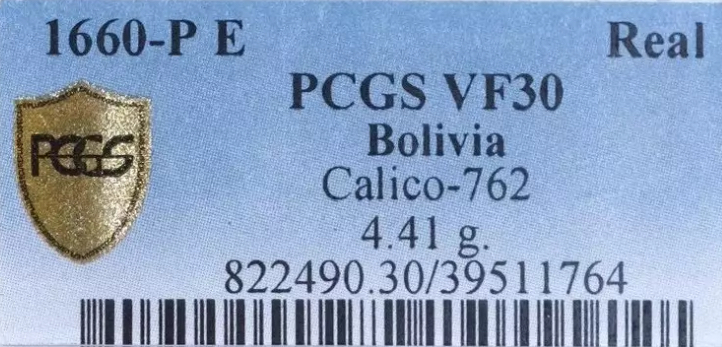 1660-P E Real
PCGS VF30
PCGS
Bolivia
Calico-762
4.41 g.
822490.30/39511764